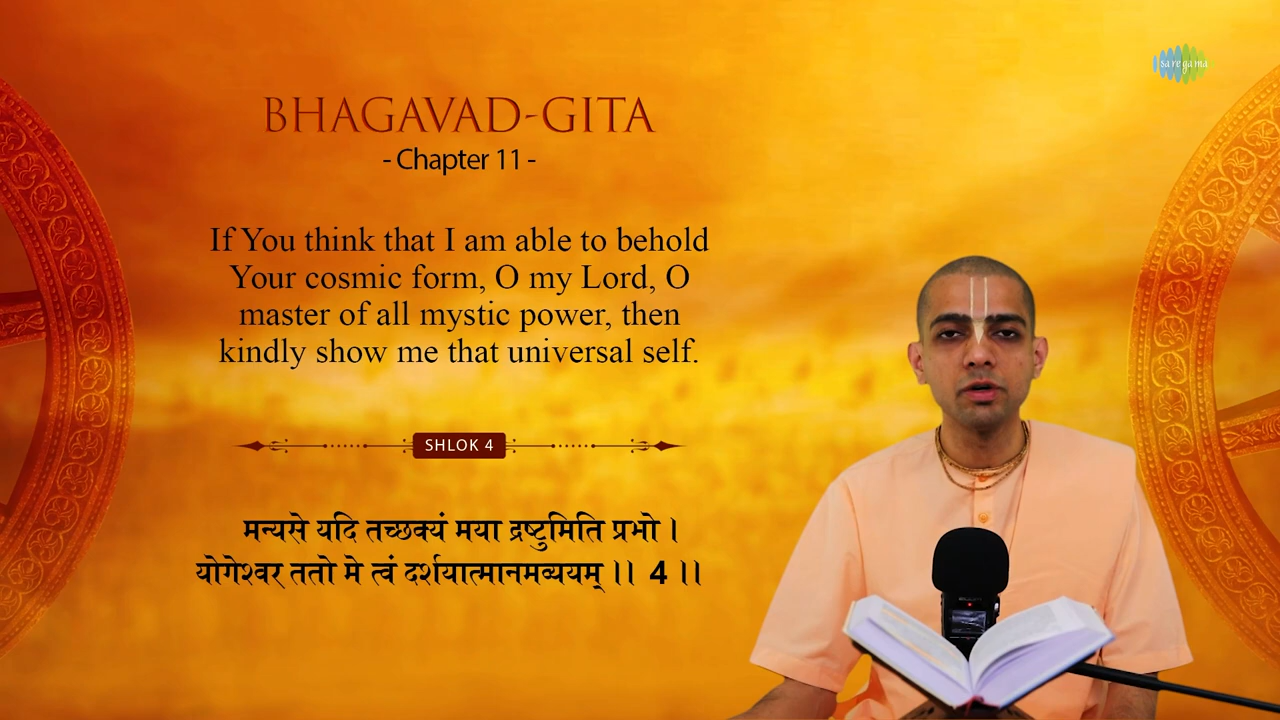 saregama
BHAGAVAD-GITA
- Chapter 11 -
If You think that I am able to behold
Your cosmic form, O my Lord, O
master of all mystic power, then
kindly show me that universal self.
SHLOK 4
मन्यसे यदि तच्छक्यं मया द्रष्टुमिति प्रभो ।
योगेश्वर ततो मे त्वं दर्शयात्मानमव्ययम् ।। 4 ।।